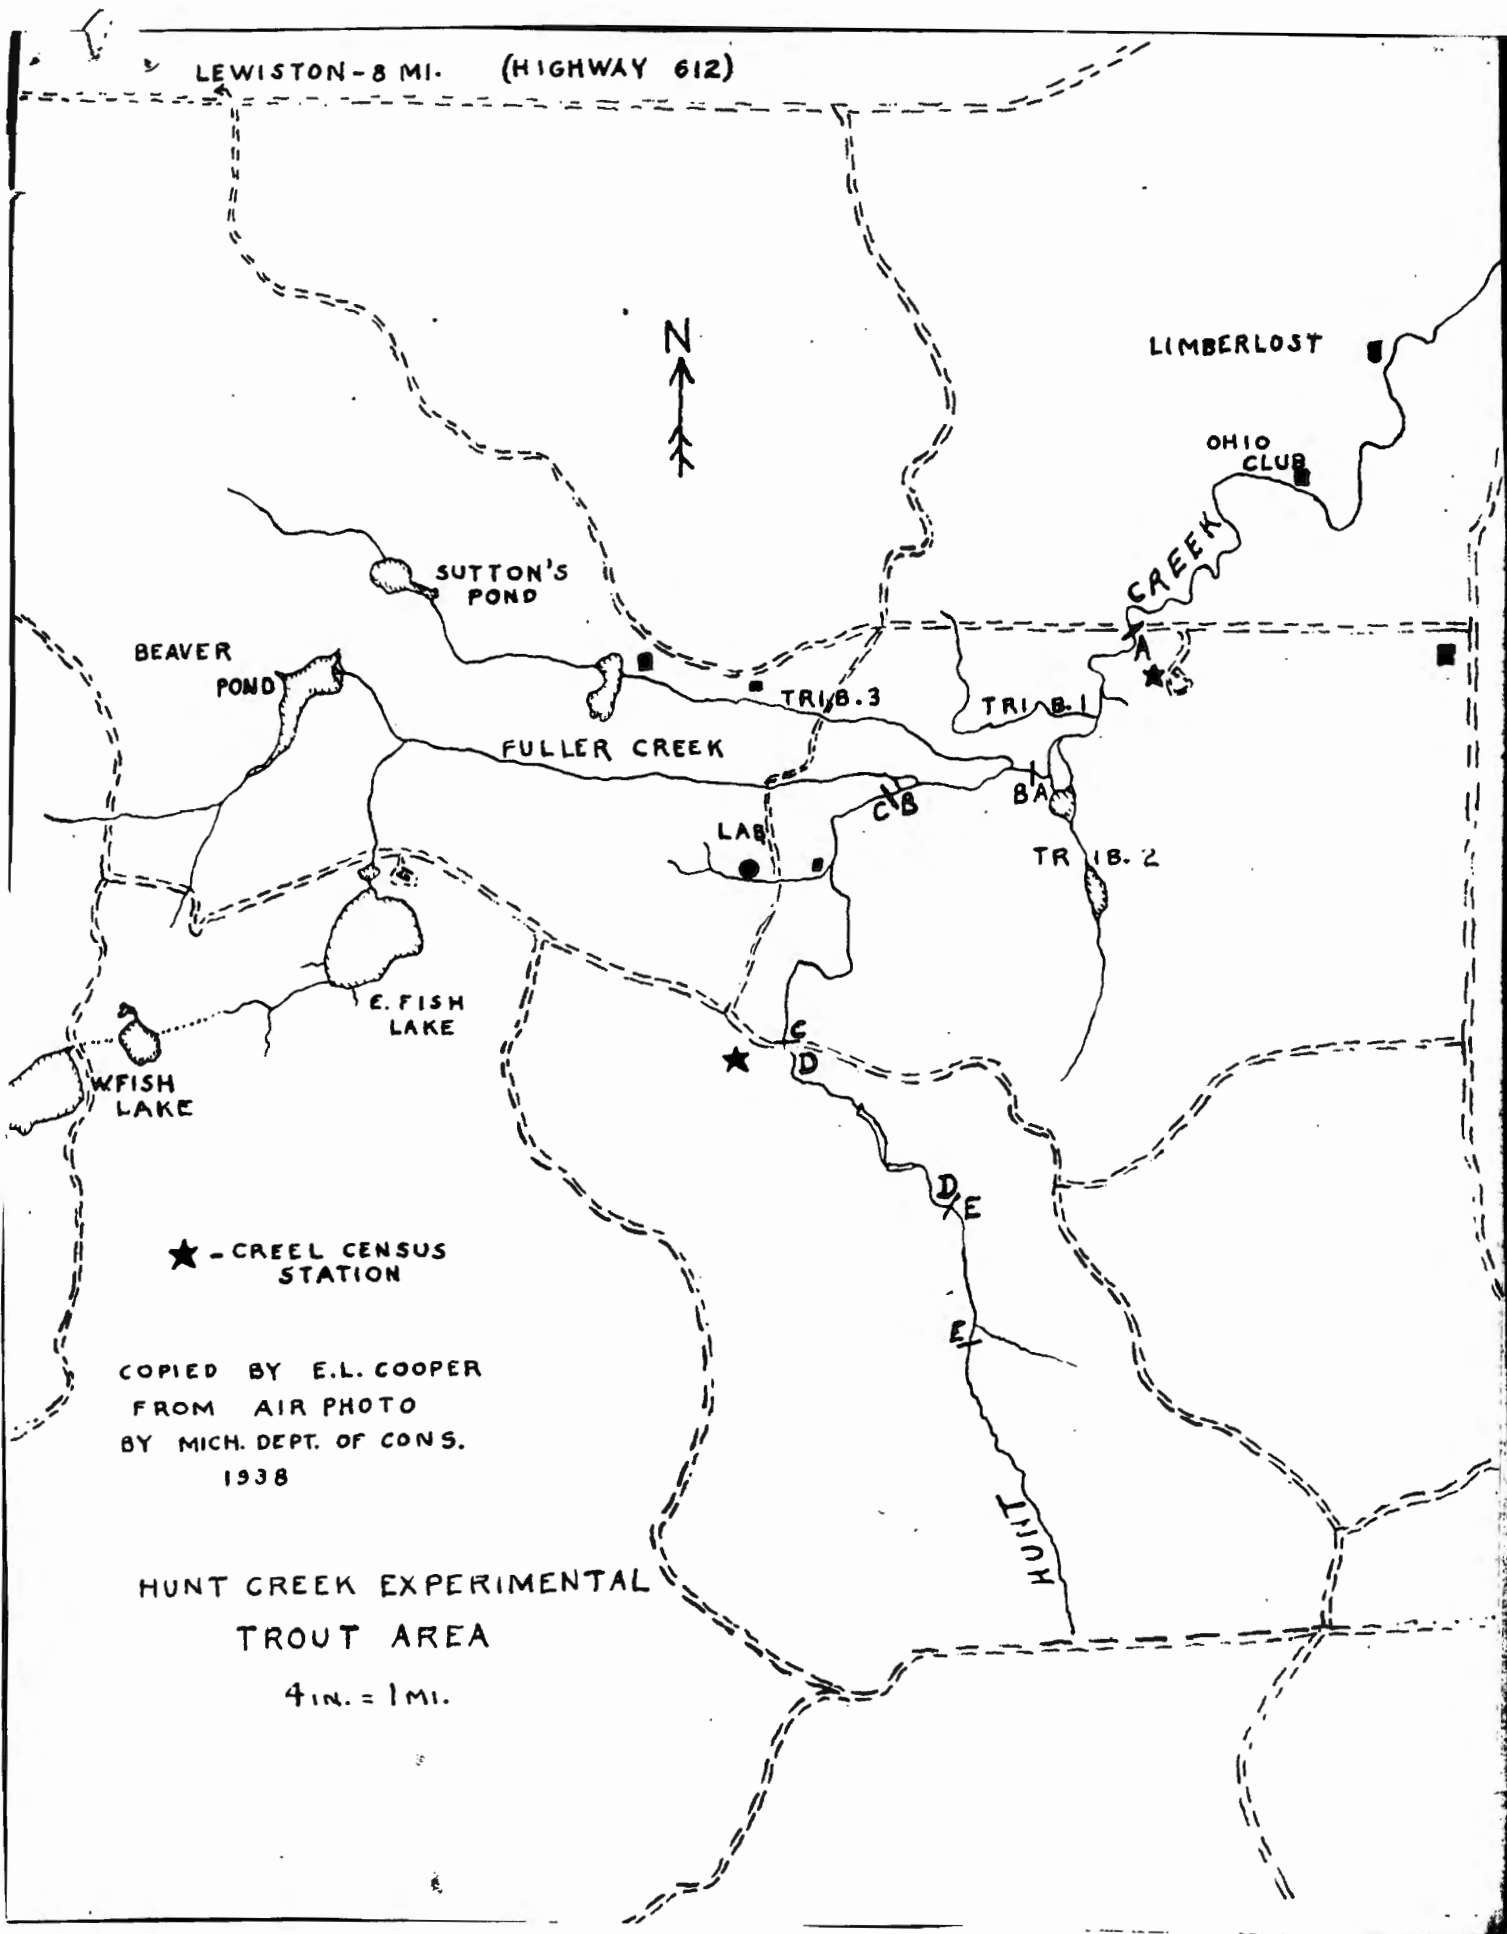 LEWISTON-8 MI. (HIGHWAY 612)
N
LIMBERLOST
OHIO
CLUB
CREEK
SUTTON'S
POND
BEAVER
POND
A
TRIB. 3
TRIB. 1
FULLER CREEK
B A
C B
LAB
TRIB. 2
E. FISH
LAKE
C
D
W. FISH
LAKE
D
E
★ - CREEL CENSUS
STATION
E
COPIED BY E.L. COOPER
FROM AIR PHOTO
BY MICH. DEPT. OF CONS.
1938
HUNT
HUNT CREEK EXPERIMENTAL
TROUT AREA
4 IN. = 1 MI.